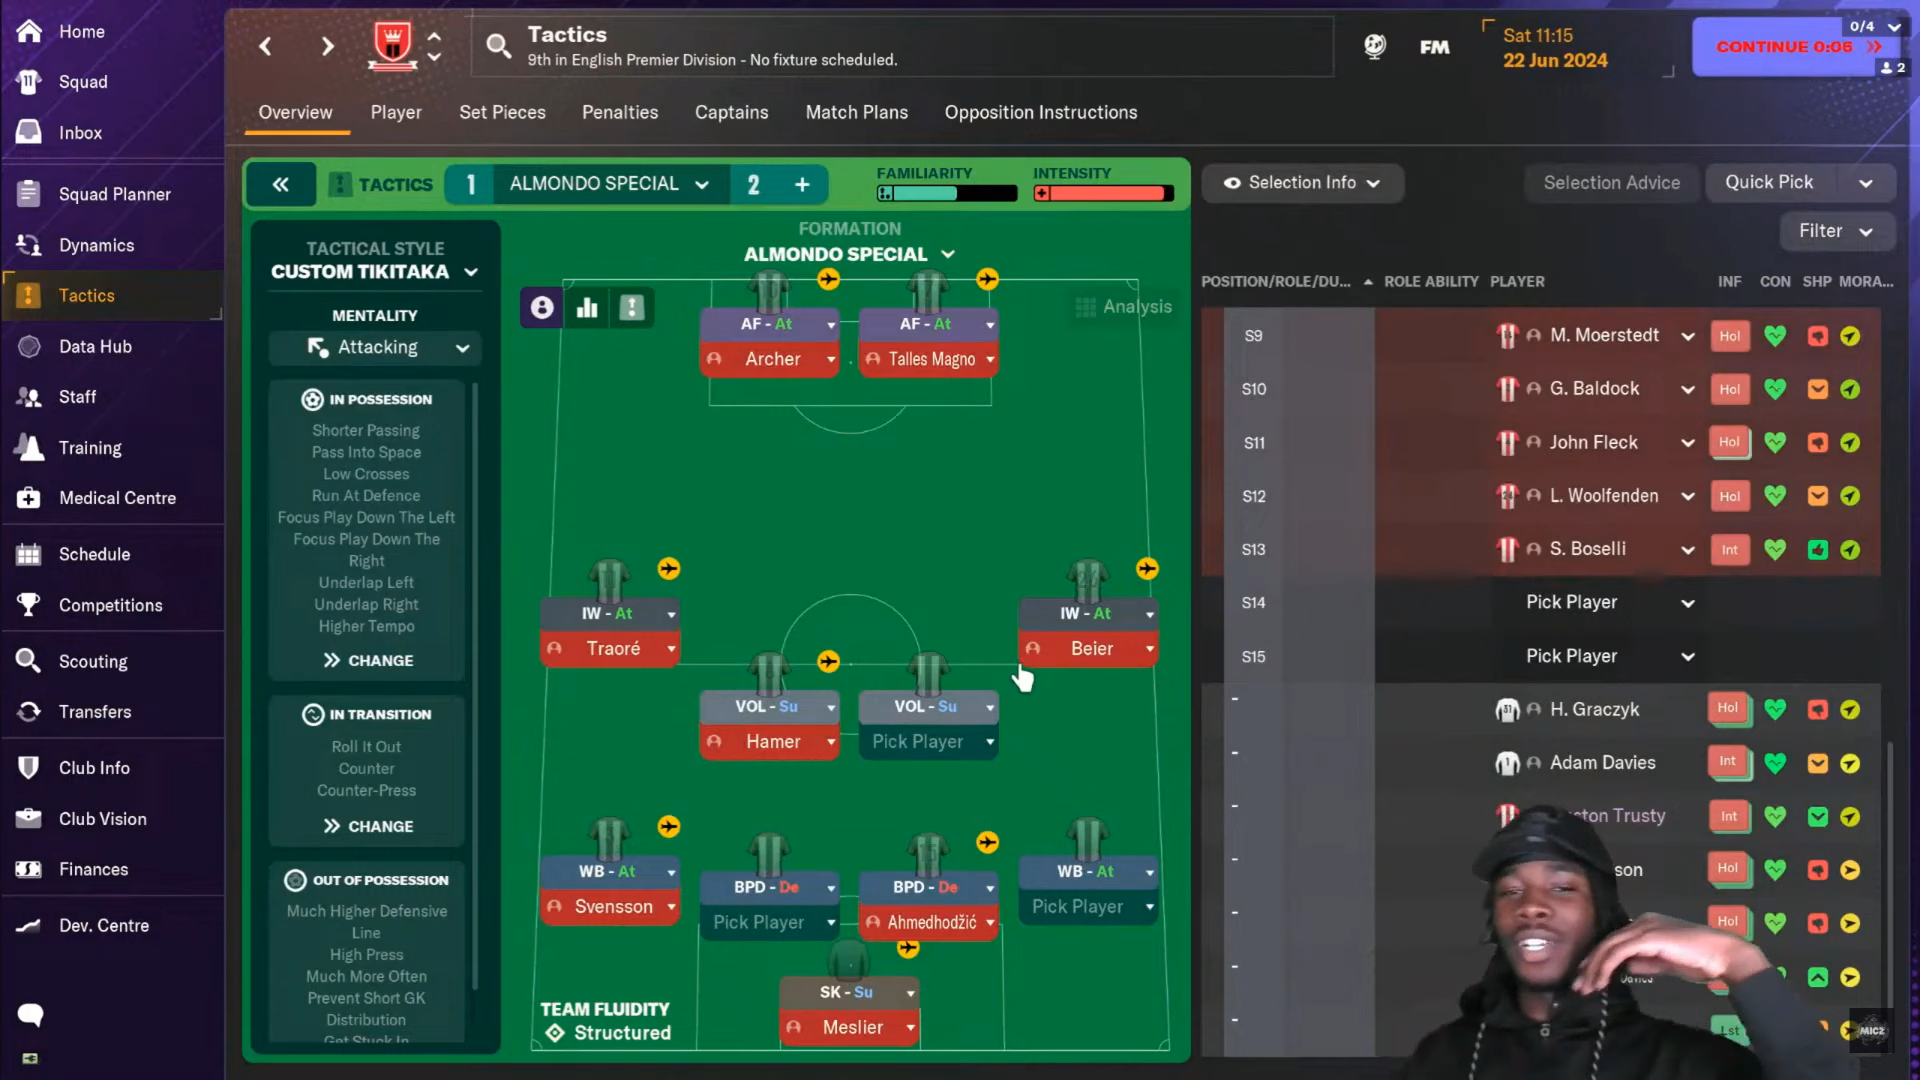 Home
Squad
Inbox
Squad Planner
Dynamics
Tactics
Data Hub
Staff
Training
Medical Centre
Schedule
Competitions
Scouting
Transfers
Club Info
Club Vision
Finances
Dev. Centre
Tactics
9th in English Premier Division - No fixture scheduled.
FM
Sat 11:15
22 Jun 2024
CONTINUE 0:06
0/4
2
Overview
Player
Set Pieces
Penalties
Captains
Match Plans
Opposition Instructions
TACTICS
1
ALMONDO SPECIAL
2
+
FAMILIARITY
INTENSITY
TACTICAL STYLE
CUSTOM TIKITAKA
MENTALITY
Attacking
IN POSSESSION
Shorter Passing
Pass Into Space
Low Crosses
Run At Defence
Focus Play Down The Left
Focus Play Down The
Right
Underlap Left
Underlap Right
Higher Tempo
CHANGE
IN TRANSITION
Roll It Out
Counter
Counter-Press
CHANGE
OUT OF POSSESSION
Much Higher Defensive
Line
High Press
Much More Often
Prevent Short GK
Distribution
Get Stuck In
FORMATION
ALMONDO SPECIAL
Analysis
AF - At
Archer
AF - At
Talles Magno
IW - At
Traoré
IW - At
Beier
VOL - Su
Hamer
VOL - Su
Pick Player
WB - At
Svensson
BPD - De
Pick Player
BPD - De
Ahmedhodžić
WB - At
Pick Player
SK - Su
Meslier
TEAM FLUIDITY
Structured
Selection Info
Selection Advice
Quick Pick
Filter
POSITION/ROLE/DU... ROLE ABILITY PLAYER INF CON SHP MORA...
S9 M. Moerstedt Hol
S10 G. Baldock Hol
S11 John Fleck Hol
S12 L. Woolfenden Hol
S13 S. Boselli Int
S14 Pick Player
S15 Pick Player
- H. Graczyk Hol
- Adam Davies Int
- ston Trusty Int
- son Hol
- Hol
- Davies
- Lst
MICZ